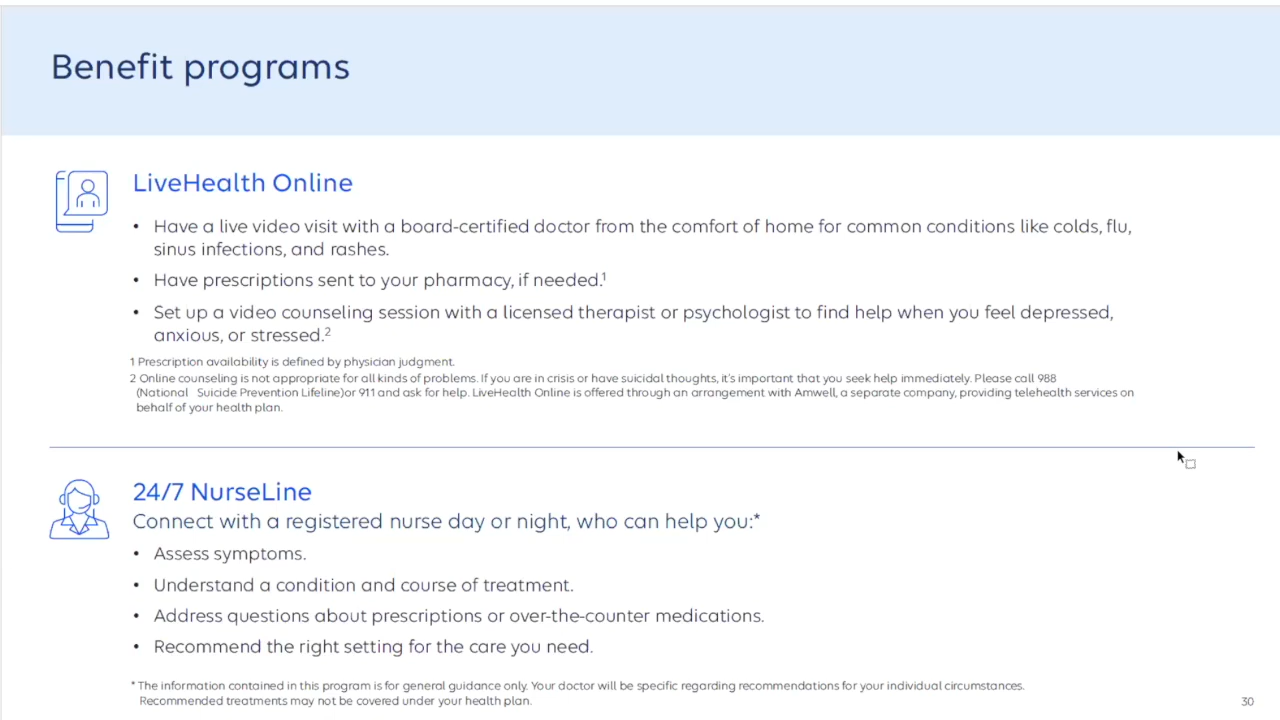 Benefit programs
LiveHealth Online
• Have a live video visit with a board-certified doctor from the comfort of home for common conditions like colds, flu,
sinus infections, and rashes.
• Have prescriptions sent to your pharmacy, if needed.¹
• Set up a video counseling session with a licensed therapist or psychologist to find help when you feel depressed,
anxious, or stressed.²
1 Prescription availability is defined by physician judgment.
2 Online counseling is not appropriate for all kinds of problems. If you are in crisis or have suicidal thoughts, it's important that you seek help immediately. Please call 988
(National Suicide Prevention Lifeline)or 911 and ask for help. LiveHealth Online is offered through an arrangement with Amwell, a separate company, providing telehealth services on
behalf of your health plan.
24/7 NurseLine
Connect with a registered nurse day or night, who can help you:*
• Assess symptoms.
• Understand a condition and course of treatment.
• Address questions about prescriptions or over-the-counter medications.
• Recommend the right setting for the care you need.
* The information contained in this program is for general guidance only. Your doctor will be specific regarding recommendations for your individual circumstances.
Recommended treatments may not be covered under your health plan.
30